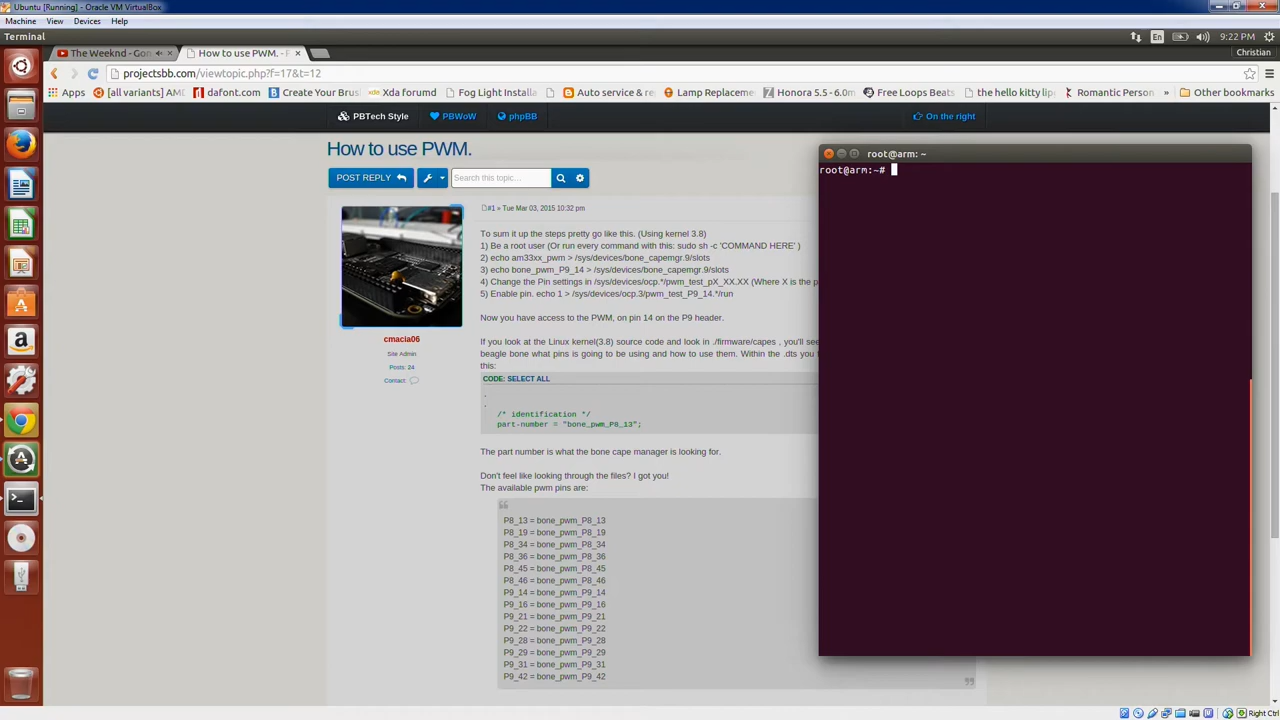 Ubuntu [Running] - Oracle VM VirtualBox
Machine View Devices Help
Terminal
En
9:22 PM
The Weeknd - Gon
How to use PWM. - F
Christian
projectsbb.com/viewtopic.php?f=17&t=12
Apps
[all variants] AMD
dafont.com
Create Your Brus
Xda forumd
Fog Light Installa
Auto service & re
Lamp Replaceme
Honora 5.5 - 6.0m
Free Loops Beats
the hello kitty lip
Romantic Person
»
Other bookmarks
PBTech Style
PBWoW
phpBB
On the right
How to use PWM.
POST REPLY
Search this topic…
#1 » Tue Mar 03, 2015 10:32 pm
To sum it up the steps pretty go like this. (Using kernel 3.8)
1) Be a root user (Or run every command with this: sudo sh -c 'COMMAND HERE' )
2) echo am33xx_pwm > /sys/devices/bone_capemgr.9/slots
3) echo bone_pwm_P9_14 > /sys/devices/bone_capemgr.9/slots
4) Change the Pin settings in /sys/devices/ocp.*/pwm_test_pX_XX.XX (Where X is the p
5) Enable pin. echo 1 > /sys/devices/ocp.3/pwm_test_P9_14.*/run
Now you have access to the PWM, on pin 14 on the P9 header.
If you look at the Linux kernel(3.8) source code and look in ./firmware/capes , you'll see
beagle bone what pins is going to be using and how to use them. Within the .dts you
this:
CODE: SELECT ALL
.
.
/* identification */
part-number = "bone_pwm_P8_13";
The part number is what the bone cape manager is looking for.
Don't feel like looking through the files? I got you!
The available pwm pins are:
P8_13 = bone_pwm_P8_13
P8_19 = bone_pwm_P8_19
P8_34 = bone_pwm_P8_34
P8_36 = bone_pwm_P8_36
P8_45 = bone_pwm_P8_45
P8_46 = bone_pwm_P8_46
P9_14 = bone_pwm_P9_14
P9_16 = bone_pwm_P9_16
P9_21 = bone_pwm_P9_21
P9_22 = bone_pwm_P9_22
P9_28 = bone_pwm_P9_28
P9_29 = bone_pwm_P9_29
P9_31 = bone_pwm_P9_31
P9_42 = bone_pwm_P9_42
cmacia06
Site Admin
Posts: 24
Contact:
root@arm: ~
root@arm:~#
Right Ctrl